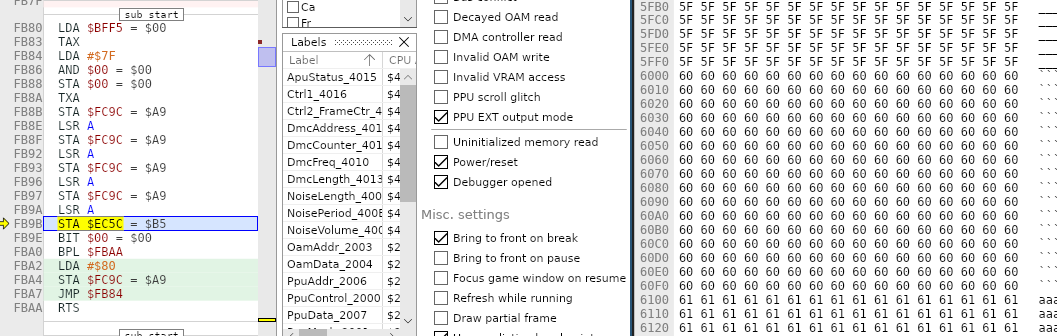 FB7F
sub start
FB80 LDA $BFF5 = $00
FB83 TAX
FB84 LDA #$7F
FB86 AND $00 = $00
FB88 STA $00 = $00
FB8A TXA
FB8B STA $FC9C = $A9
FB8E LSR A
FB8F STA $FC9C = $A9
FB92 LSR A
FB93 STA $FC9C = $A9
FB96 LSR A
FB97 STA $FC9C = $A9
FB9A LSR A
FB9B STA $EC5C = $B5
FB9E BIT $00 = $00
FBA0 BPL $FBAA
FBA2 LDA #$80
FBA4 STA $FC9C = $A9
FBA7 JMP $FB84
FBAA RTS
sub start
Ca
Fr
Labels
Label CPU
ApuStatus_4015 $4
Ctrl1_4016 $4
Ctrl2_FrameCtr_4 $4
DmcAddress_401 $4
DmcCounter_401 $4
DmcFreq_4010 $4
DmcLength_4013 $4
NoiseLength_400 $4
NoisePeriod_400E $4
NoiseVolume_400 $4
OamAddr_2003 $2
OamData_2004 $2
PpuAddr_2006 $2
PpuControl_2000 $2
PpuData_2007 $2
Decayed OAM read
DMA controller read
Invalid OAM write
Invalid VRAM access
PPU scroll glitch
PPU EXT output mode
Uninitialized memory read
Power/reset
Debugger opened
Misc. settings
Bring to front on break
Bring to front on pause
Focus game window on resume
Refresh while running
Draw partial frame
5FB0 5F 5F 5F 5F 5F 5F 5F 5F 5F 5F 5F 5F 5F 5F 5F 5F
5FC0 5F 5F 5F 5F 5F 5F 5F 5F 5F 5F 5F 5F 5F 5F 5F 5F
5FD0 5F 5F 5F 5F 5F 5F 5F 5F 5F 5F 5F 5F 5F 5F 5F 5F
5FE0 5F 5F 5F 5F 5F 5F 5F 5F 5F 5F 5F 5F 5F 5F 5F 5F
5FF0 5F 5F 5F 5F 5F 5F 5F 5F 5F 5F 5F 5F 5F 5F 5F 5F
6000 60 60 60 60 60 60 60 60 60 60 60 60 60 60 60 60 ```
6010 60 60 60 60 60 60 60 60 60 60 60 60 60 60 60 60 ```
6020 60 60 60 60 60 60 60 60 60 60 60 60 60 60 60 60 ```
6030 60 60 60 60 60 60 60 60 60 60 60 60 60 60 60 60 ```
6040 60 60 60 60 60 60 60 60 60 60 60 60 60 60 60 60 ```
6050 60 60 60 60 60 60 60 60 60 60 60 60 60 60 60 60 ```
6060 60 60 60 60 60 60 60 60 60 60 60 60 60 60 60 60 ```
6070 60 60 60 60 60 60 60 60 60 60 60 60 60 60 60 60 ```
6080 60 60 60 60 60 60 60 60 60 60 60 60 60 60 60 60 ```
6090 60 60 60 60 60 60 60 60 60 60 60 60 60 60 60 60 ```
60A0 60 60 60 60 60 60 60 60 60 60 60 60 60 60 60 60 ```
60B0 60 60 60 60 60 60 60 60 60 60 60 60 60 60 60 60 ```
60C0 60 60 60 60 60 60 60 60 60 60 60 60 60 60 60 60 ```
60D0 60 60 60 60 60 60 60 60 60 60 60 60 60 60 60 60 ```
60E0 60 60 60 60 60 60 60 60 60 60 60 60 60 60 60 60 ```
60F0 60 60 60 60 60 60 60 60 60 60 60 60 60 60 60 60 ```
6100 61 61 61 61 61 61 61 61 61 61 61 61 61 61 61 61 aaa
6110 61 61 61 61 61 61 61 61 61 61 61 61 61 61 61 61 aaa
6120 61 61 61 61 61 61 61 61 61 61 61 61 61 61 61 61 aaa